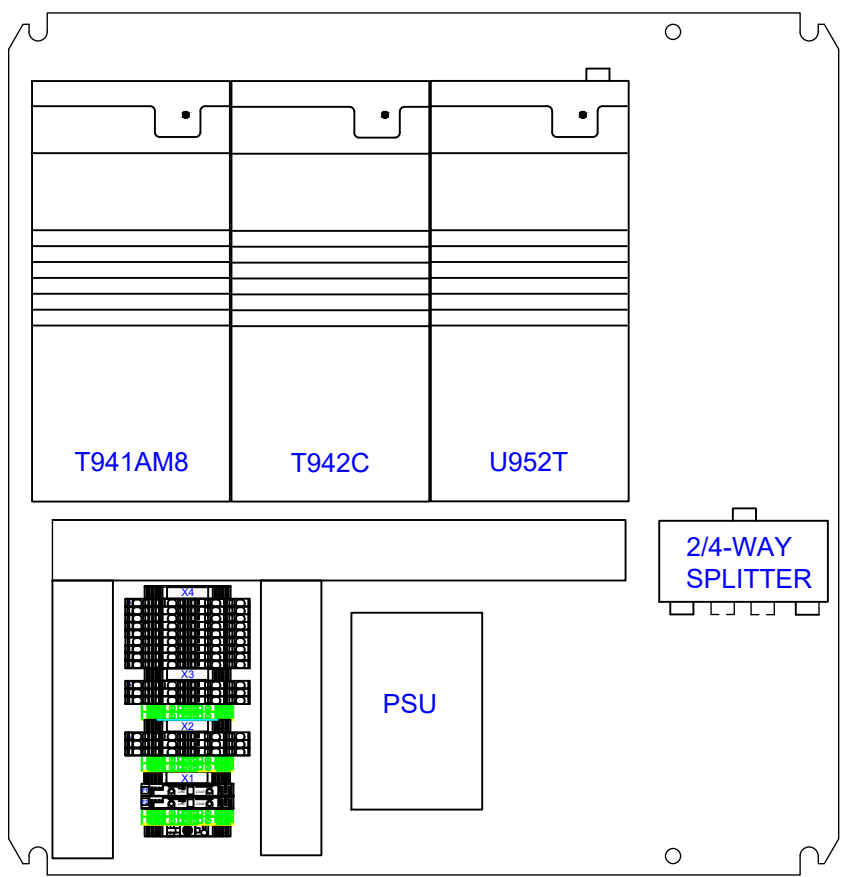 T941AM8
T942C
U952T
2/4-WAY
SPLITTER
X4
X3
PSU
X2
X1